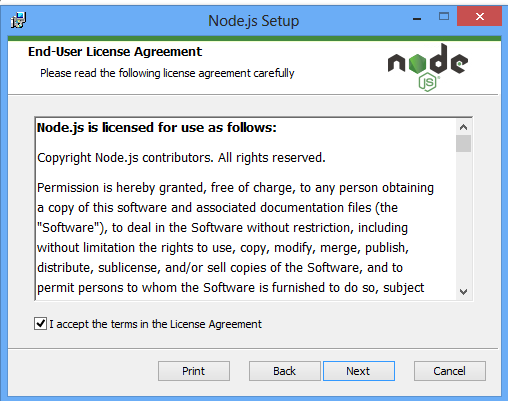 Node.js Setup
End-User License Agreement
Please read the following license agreement carefully
node
JS
Node.js is licensed for use as follows:
Copyright Node.js contributors. All rights reserved.
Permission is hereby granted, free of charge, to any person obtaining
a copy of this software and associated documentation files (the
"Software"), to deal in the Software without restriction, including
without limitation the rights to use, copy, modify, merge, publish,
distribute, sublicense, and/or sell copies of the Software, and to
permit persons to whom the Software is furnished to do so, subject
I accept the terms in the License Agreement
Print
Back
Next
Cancel